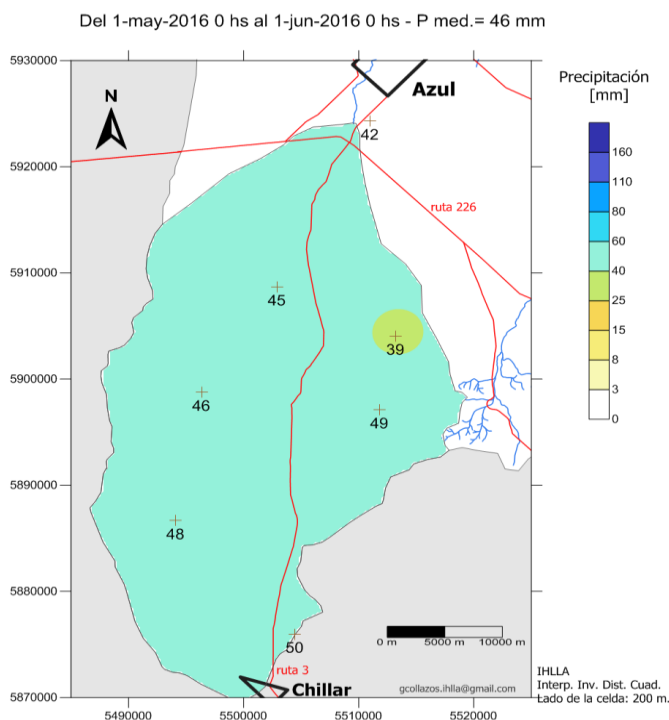 Del 1-may-2016 0 hs al 1-jun-2016 0 hs - P med.= 46 mm
5930000
5920000
5910000
5900000
5890000
5880000
5870000
N
Azul
42
ruta 226
45
39
46
49
48
50
ruta 3
Chillar
0 m 5000 m 10000 m
gcollazos.ihlla@gmail.com
5490000 5500000 5510000 5520000
Precipitación
[mm]
160
110
80
60
40
25
15
8
3
0
IHLLA
Interp. Inv. Dist. Cuad.
Lado de la celda: 200 m.